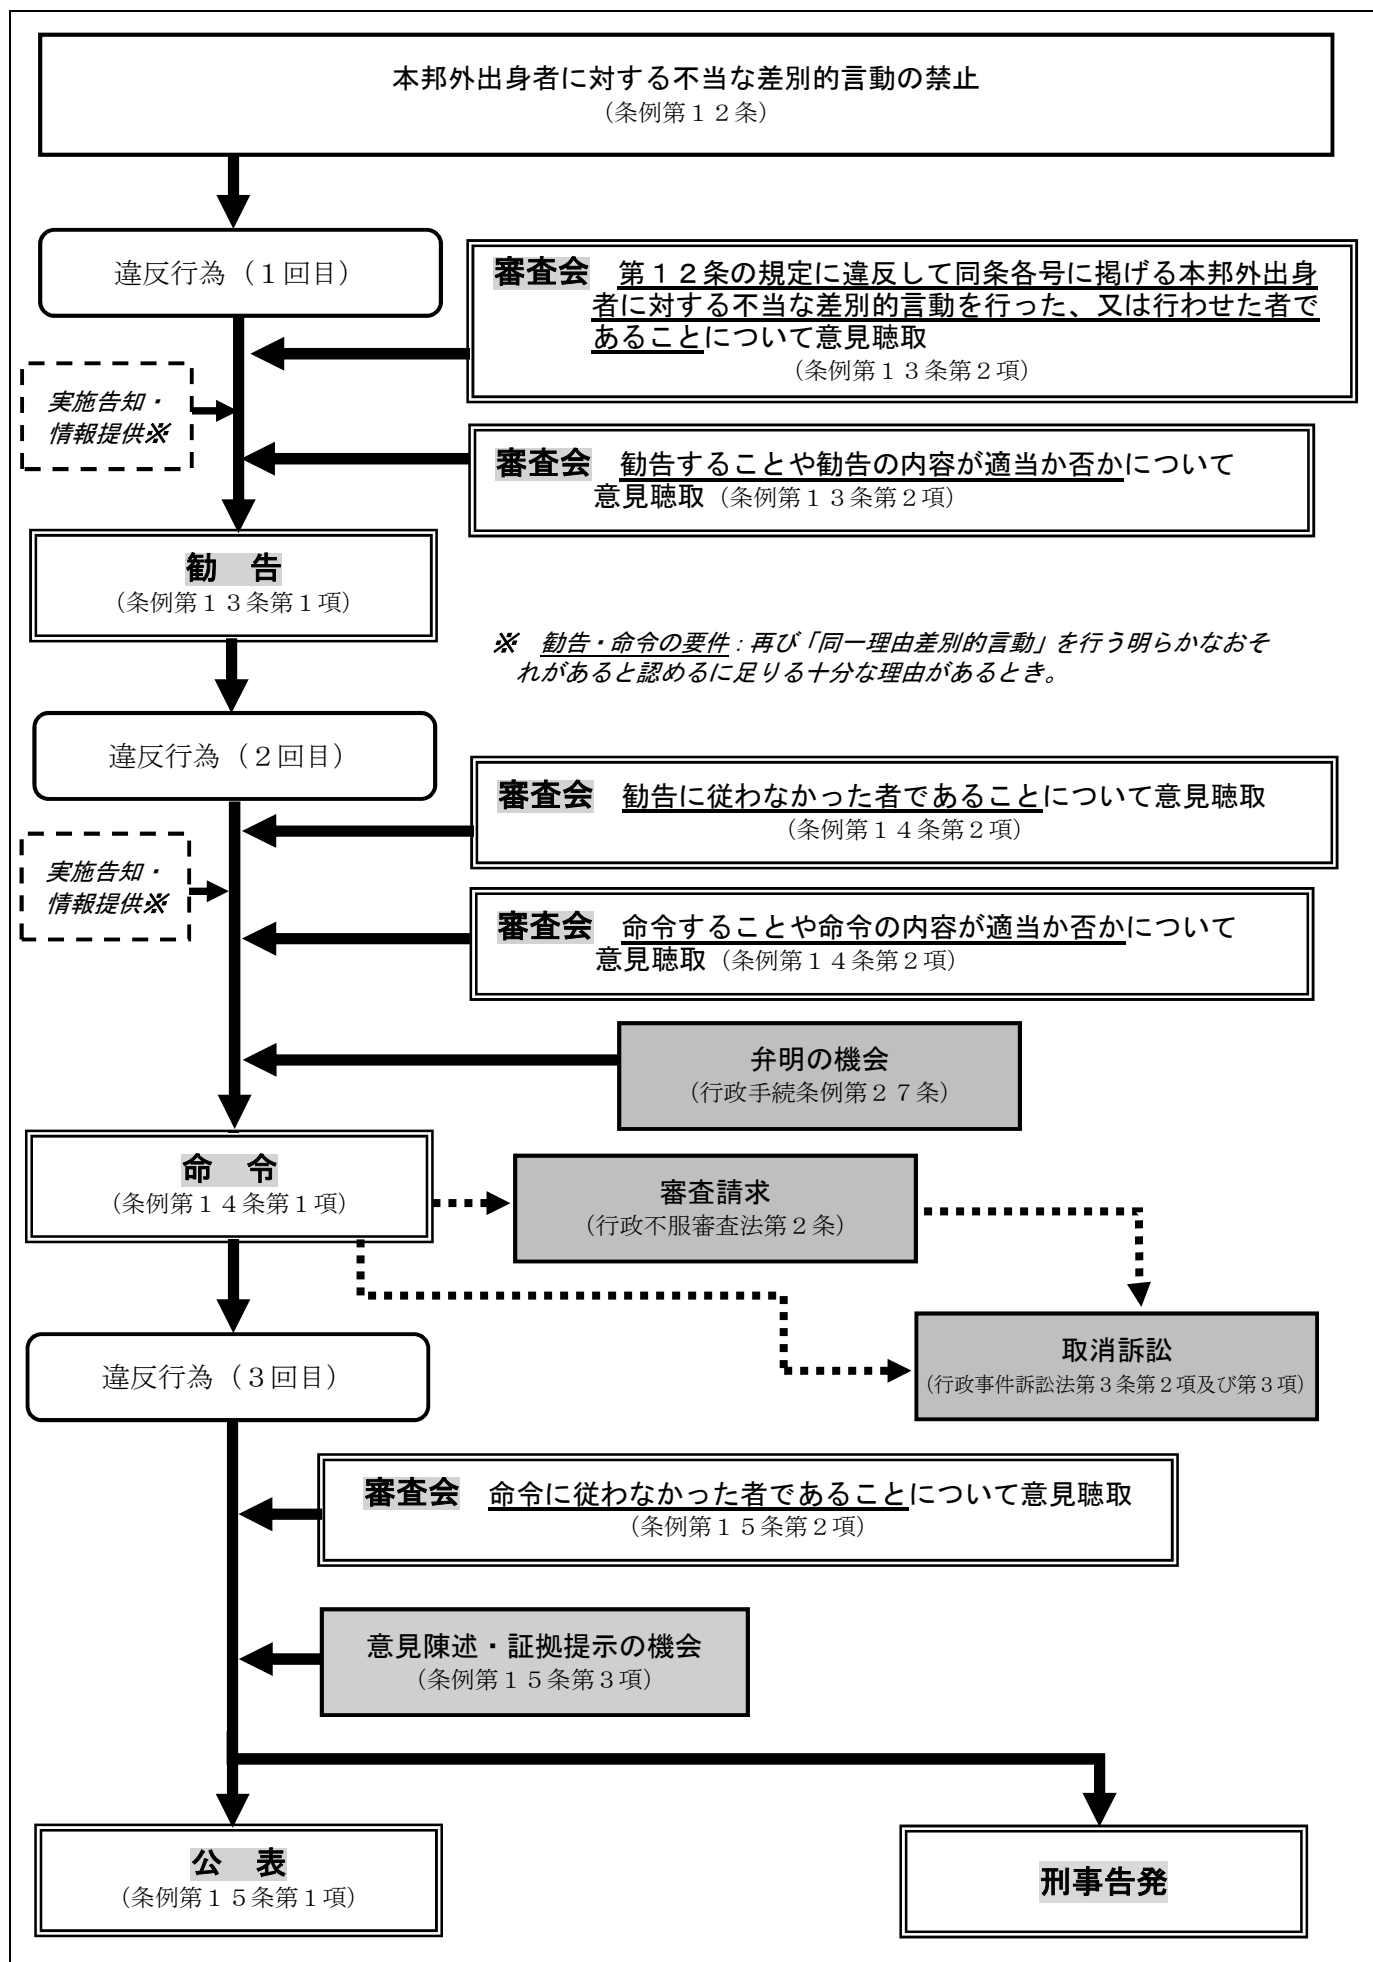 本邦外出身者に対する不当な差別的言動の禁止
（条例第１２条）
違反行為（１回目）
審査会　第１２条の規定に違反して同条各号に掲げる本邦外出身
者に対する不当な差別的言動を行った、又は行わせた者で
あることについて意見聴取
（条例第１３条第２項）
実施告知・
情報提供※
審査会　勧告することや勧告の内容が適当か否かについて
意見聴取（条例第１３条第２項）
勧　告
（条例第１３条第１項）
※　勧告・命令の要件：再び「同一理由差別的言動」を行う明らかなおそ
れがあると認めるに足りる十分な理由があるとき。
違反行為（２回目）
審査会　勧告に従わなかった者であることについて意見聴取
（条例第１４条第２項）
実施告知・
情報提供※
審査会　命令することや命令の内容が適当か否かについて
意見聴取（条例第１４条第２項）
弁明の機会
（行政手続条例第２７条）
命　令
（条例第１４条第１項）
審査請求
（行政不服審査法第２条）
取消訴訟
（行政事件訴訟法第３条第２項及び第３項）
違反行為（３回目）
審査会　命令に従わなかった者であることについて意見聴取
（条例第１５条第２項）
意見陳述・証拠提示の機会
（条例第１５条第３項）
公　表
（条例第１５条第１項）
刑事告発